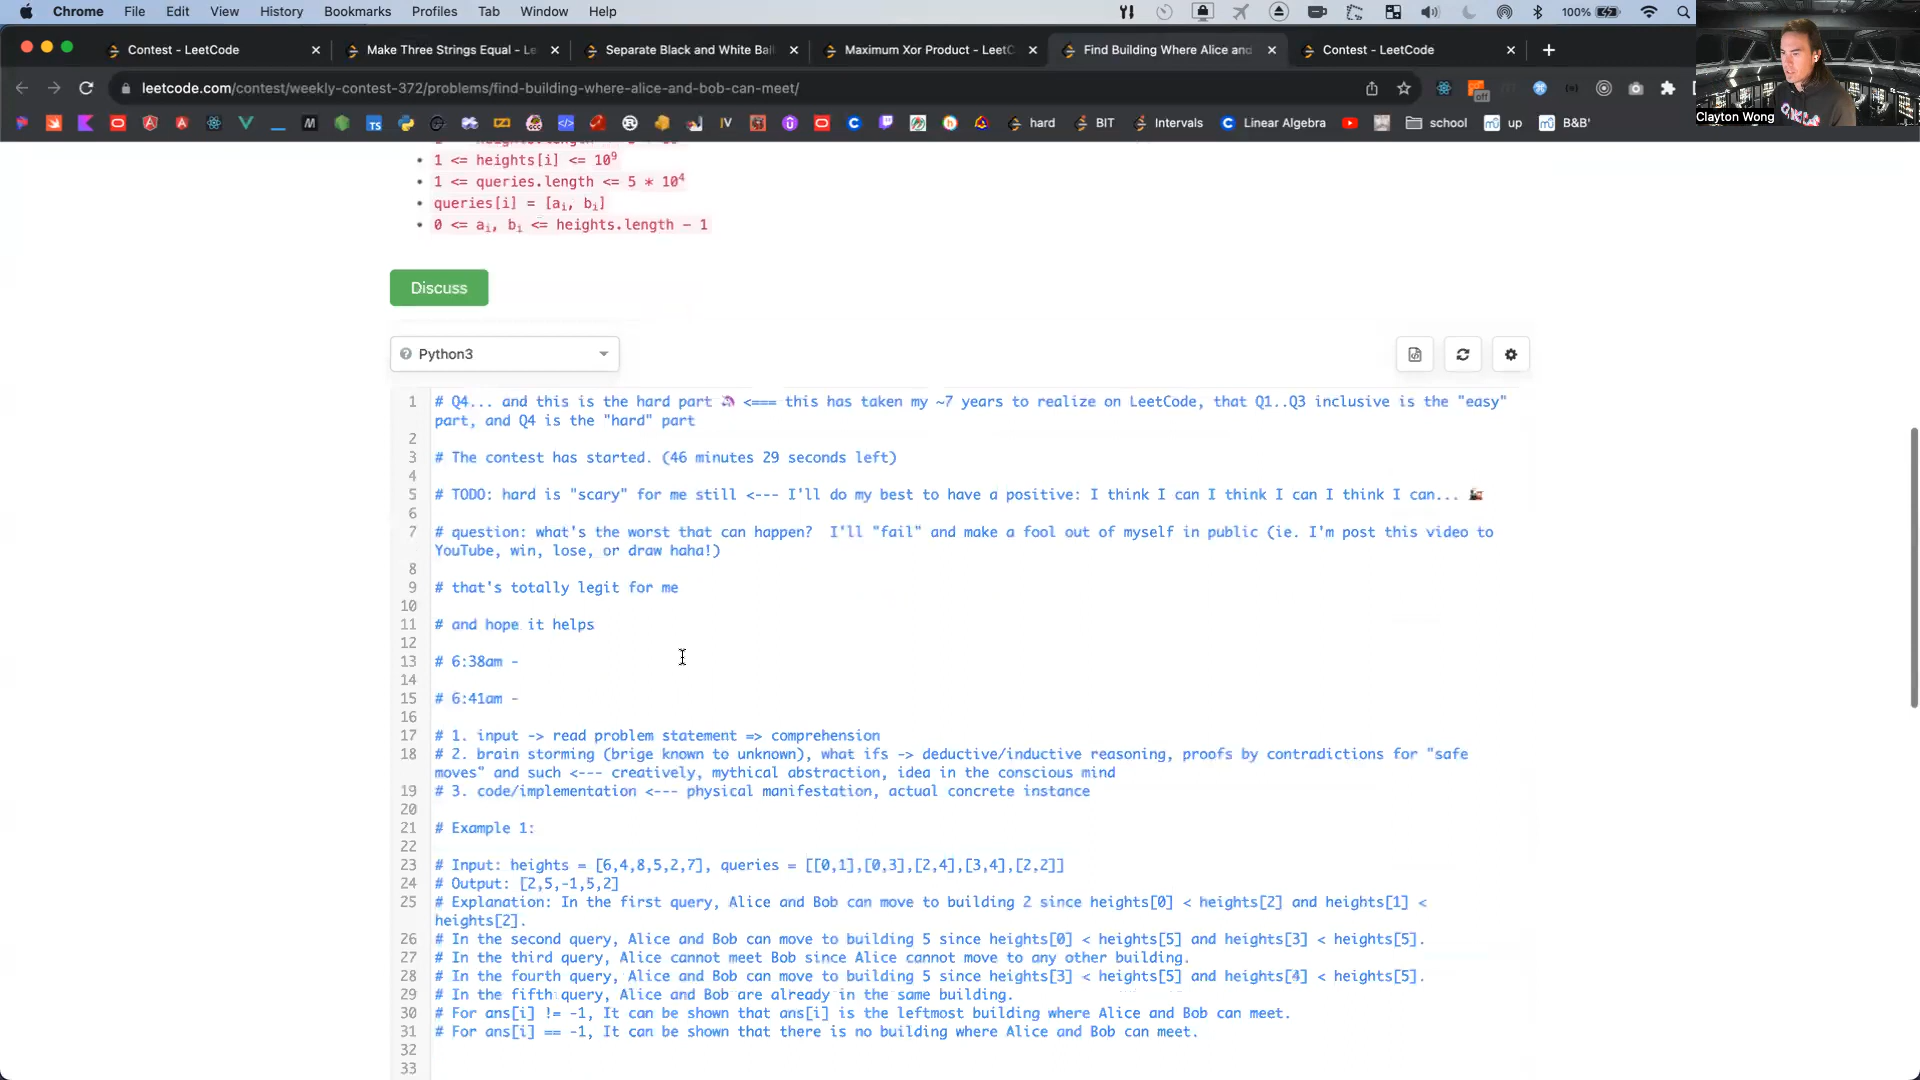 Chrome File Edit View History Bookmarks Profiles Tab Window Help 100%
Contest - LeetCode
Make Three Strings Equal - Le
Separate Black and White Ball
Maximum Xor Product - LeetC
Find Building Where Alice and
Contest - LeetCode
leetcode.com/contest/weekly-contest-372/problems/find-building-where-alice-and-bob-can-meet/
off
Clayton Wong
TS IV hard BIT Intervals Linear Algebra school up B&B'
1 <= heights[i] <= 10⁹
1 <= queries.length <= 5 * 10⁴
queries[i] = [aᵢ, bᵢ]
0 <= aᵢ, bᵢ <= heights.length - 1
Discuss
Python3
1 # Q4... and this is the hard part 🦄 <=== this has taken my ~7 years to realize on LeetCode, that Q1..Q3 inclusive is the "easy"
part, and Q4 is the "hard" part
2
3 # The contest has started. (46 minutes 29 seconds left)
4
5 # TODO: hard is "scary" for me still <--- I'll do my best to have a positive: I think I can I think I can I think I can... 🚂
6
7 # question: what's the worst that can happen?  I'll "fail" and make a fool out of myself in public (ie. I'm post this video to
YouTube, win, lose, or draw haha!)
8
9 # that's totally legit for me
10
11 # and hope it helps
12
13 # 6:38am -
14
15 # 6:41am -
16
17 # 1. input -> read problem statement => comprehension
18 # 2. brain storming (brige known to unknown), what ifs -> deductive/inductive reasoning, proofs by contradictions for "safe
moves" and such <--- creatively, mythical abstraction, idea in the conscious mind
19 # 3. code/implementation <--- physical manifestation, actual concrete instance
20
21 # Example 1:
22
23 # Input: heights = [6,4,8,5,2,7], queries = [[0,1],[0,3],[2,4],[3,4],[2,2]]
24 # Output: [2,5,-1,5,2]
25 # Explanation: In the first query, Alice and Bob can move to building 2 since heights[0] < heights[2] and heights[1] <
heights[2].
26 # In the second query, Alice and Bob can move to building 5 since heights[0] < heights[5] and heights[3] < heights[5].
27 # In the third query, Alice cannot meet Bob since Alice cannot move to any other building.
28 # In the fourth query, Alice and Bob can move to building 5 since heights[3] < heights[5] and heights[4] < heights[5].
29 # In the fifth query, Alice and Bob are already in the same building.
30 # For ans[i] != -1, It can be shown that ans[i] is the leftmost building where Alice and Bob can meet.
31 # For ans[i] == -1, It can be shown that there is no building where Alice and Bob can meet.
32
33